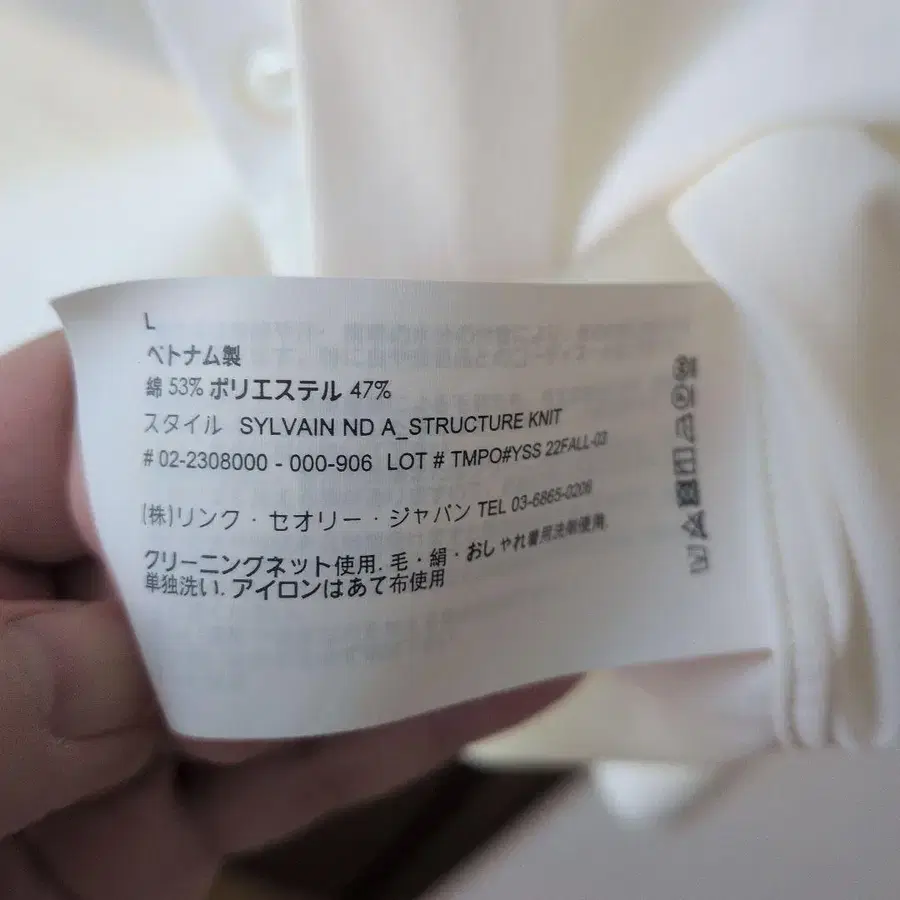 L
ベトナム製
綿 53% ポリエステル 47%
スタイル SYLVAIN ND A_STRUCTURE KNIT
# 02-2308000 - 000-906 LOT # TMPO#YSS 22FALL-03
(株)リンク・セオリー・ジャパン TEL 03-6865-0206
クリーニングネット使用. 毛・絹・おしゃれ着用洗剤使用.
単独洗い. アイロンはあて布使用